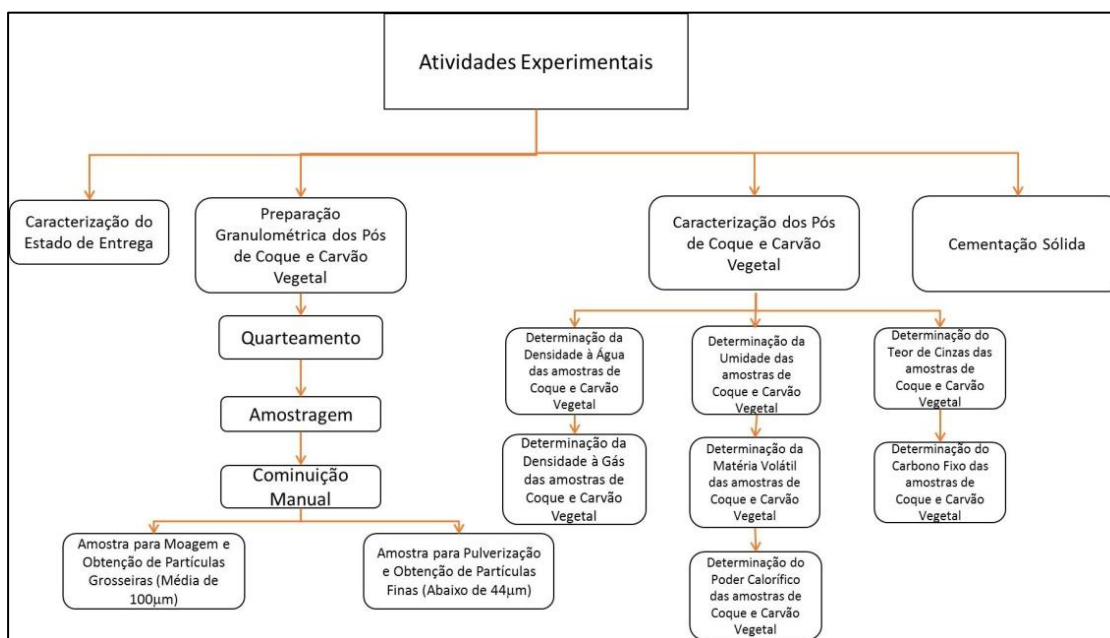 Atividades Experimentais
Caracterização do
Estado de Entrega
Preparação
Granulométrica dos Pós
de Coque e Carvão
Vegetal
Caracterização dos Pós
de Coque e Carvão
Vegetal
Cementação Sólida
Quarteamento
Amostragem
Cominuição
Manual
Amostra para Moagem e
Obtenção de Partículas
Grosseiras (Média de
100µm)
Amostra para Pulverização
e Obtenção de Partículas
Finas (Abaixo de 44µm)
Determinação da
Densidade à Água
das amostras de
Coque e Carvão
Vegetal
Determinação da
Densidade à Gás
das amostras de
Coque e Carvão
Vegetal
Determinação da
Umidade das
amostras de
Coque e Carvão
Vegetal
Determinação da
Matéria Volátil
das amostras de
Coque e Carvão
Vegetal
Determinação do
Poder Calorífico
das amostras de
Coque e Carvão
Vegetal
Determinação do
Teor de Cinzas das
amostras de
Coque e Carvão
Vegetal
Determinação do
Carbono Fixo das
amostras de
Coque e Carvão
Vegetal